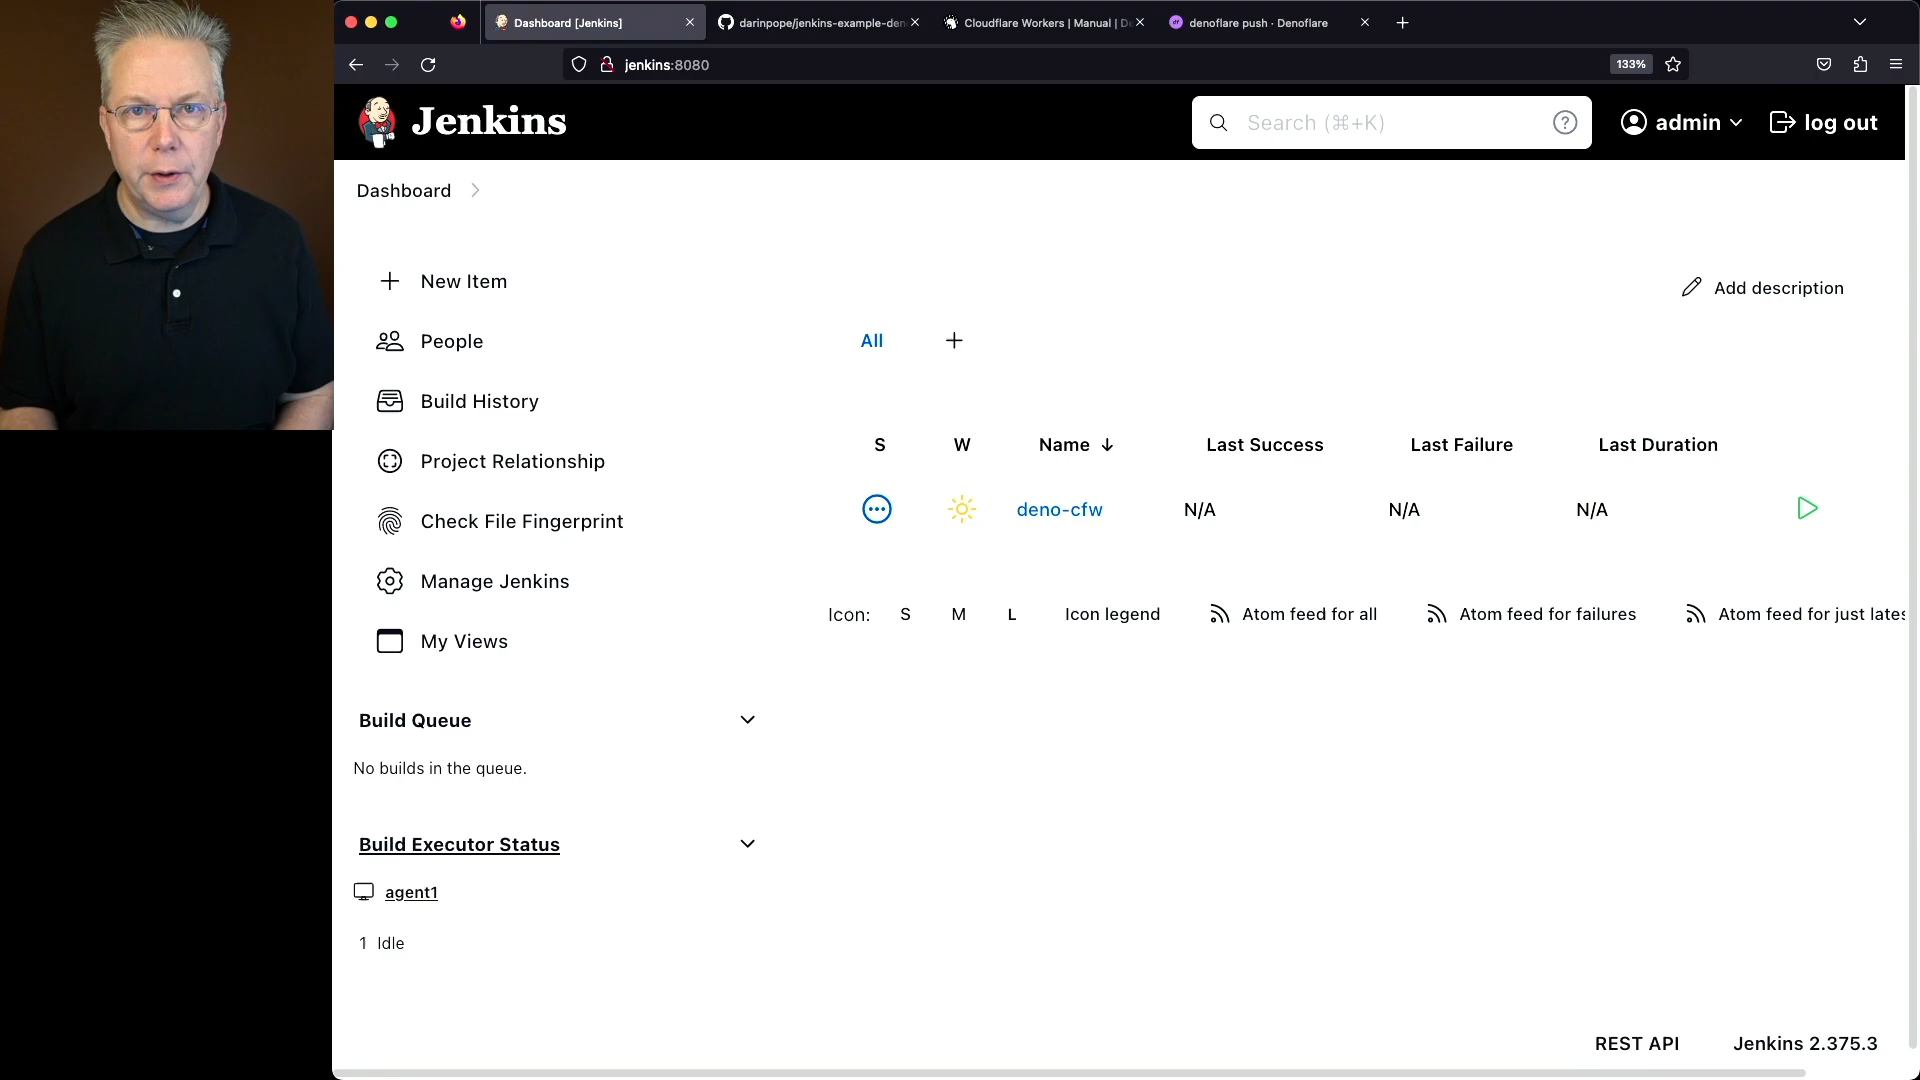 Dashboard [Jenkins]
darinpope/jenkins-example-den
Cloudflare Workers | Manual | D
denoflare push · Denoflare
jenkins:8080
133%
Jenkins
Search (⌘+K)
admin
log out
Dashboard
New Item
Add description
People
All
Build History
S W Name ↓ Last Success Last Failure Last Duration
Project Relationship
deno-cfw N/A N/A N/A
Check File Fingerprint
Manage Jenkins
Icon: S M L Icon legend Atom feed for all Atom feed for failures Atom feed for just lates
My Views
Build Queue
No builds in the queue.
Build Executor Status
agent1
1 Idle
REST API Jenkins 2.375.3